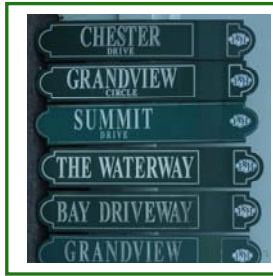 CHESTER
DRIVE
GRANDVIEW
CIRCLE
SUMMIT
DRIVE
THE WATERWAY
BAY DRIVEWAY
GRANDVIEW